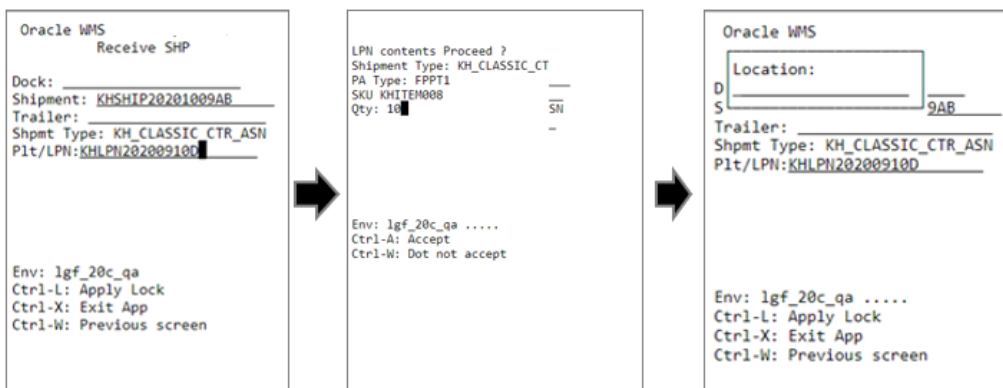 Oracle WMS
Receive SHP
Dock:
Shipment: KHSHIP20201009AB
Trailer:
Shpmt Type: KH_CLASSIC_CTR_ASN
Plt/LPN:KHLPN20200910D
Env: lgf_20c_qa
Ctrl-L: Apply Lock
Ctrl-X: Exit App
Ctrl-W: Previous screen
LPN contents Proceed ?
Shipment Type: KH_CLASSIC_CT
PA Type: FPPT1
SKU KHITEM008
Qty: 10 SN
Env: lgf_20c_qa .....
Ctrl-A: Accept
Ctrl-W: Dot not accept
Oracle WMS
Location:
D
S 9AB
Trailer:
Shpmt Type: KH_CLASSIC_CTR_ASN
Plt/LPN:KHLPN20200910D
Env: lgf_20c_qa .....
Ctrl-L: Apply Lock
Ctrl-X: Exit App
Ctrl-W: Previous screen